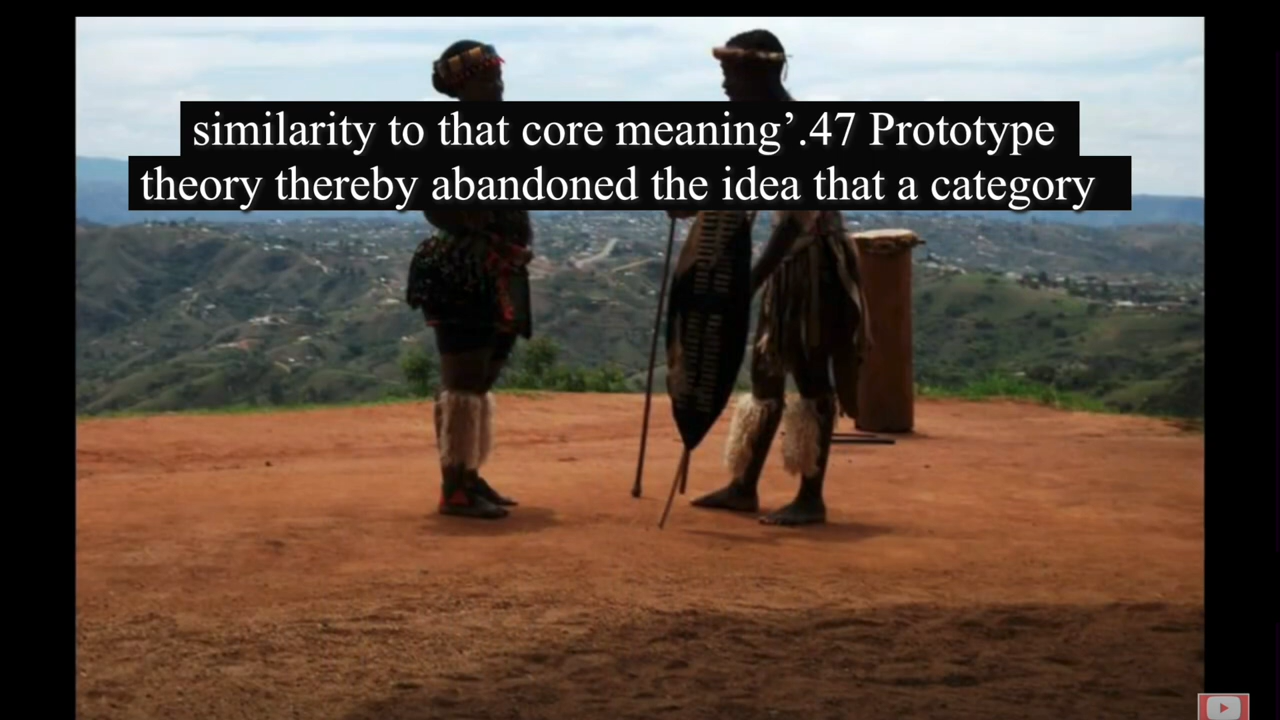 similarity to that core meaning’.47 Prototype
theory thereby abandoned the idea that a category